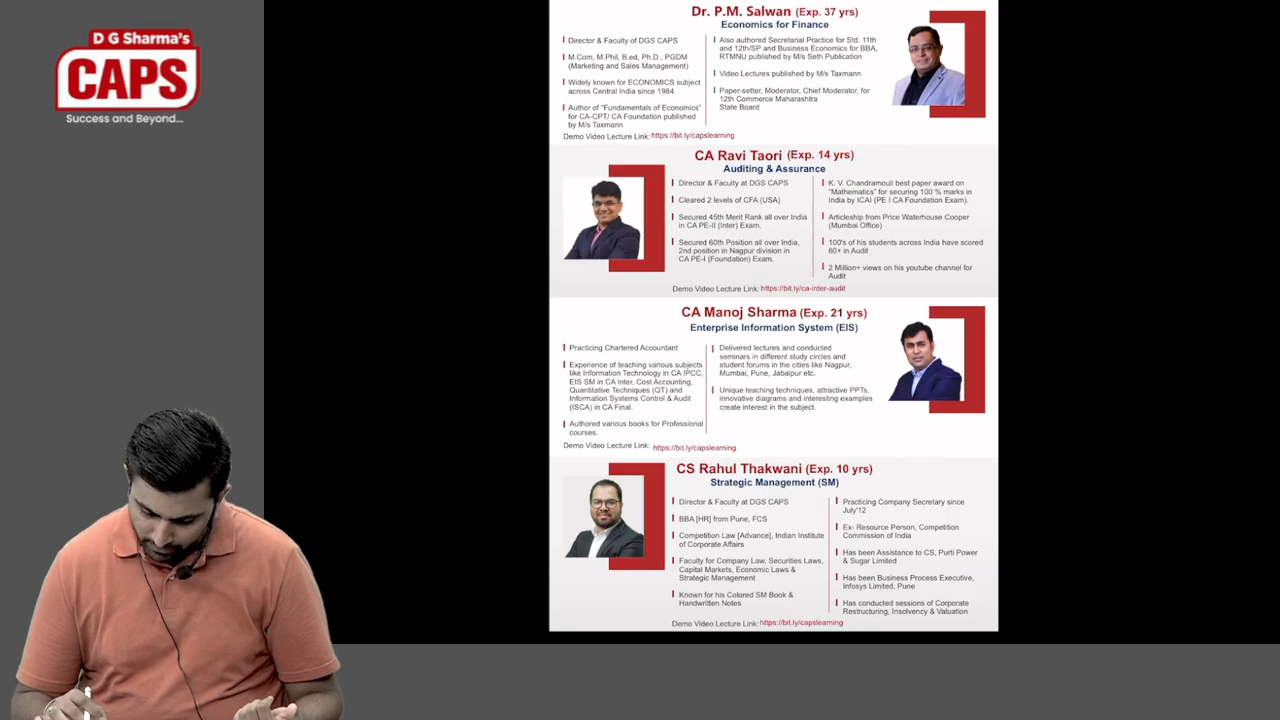 D G Sharma's
CAPS
Success and Beyond...
Dr. P.M. Salwan (Exp. 37 yrs)
Economics for Finance
Director & Faculty of DGS CAPS
M.Com, M.Phil, B.ed, Ph.D., PGDM
(Marketing and Sales Management)
Widely known for ECONOMICS subject
across Central India since 1984
Author of "Fundamentals of Economics"
for CA-CPT/ CA Foundation published
by M/s Taxmann
Also authored Secretarial Practice for Std. 11th
and 12th/SP and Business Economics for BBA,
RTMNU published by M/s Seth Publication
Video Lectures published by M/s Taxmann
Paper-setter, Moderator, Chief Moderator, for
12th Commerce Maharashtra
State Board
Demo Video Lecture Link: https://bit.ly/capslearning
CA Ravi Taori (Exp. 14 yrs)
Auditing & Assurance
Director & Faculty at DGS CAPS
Cleared 2 levels of CFA (USA)
Secured 45th Merit Rank all over India
in CA PE-II (Inter) Exam.
Secured 60th Position all over India,
2nd position in Nagpur division in
CA PE-I (Foundation) Exam.
K. V. Chandramouli best paper award on
"Mathematics" for securing 100 % marks in
India by ICAI (PE I CA Foundation Exam).
Articleship from Price Waterhouse Cooper
(Mumbai Office)
100's of his students across India have scored
60+ in Audit
2 Million+ views on his youtube channel for
Audit
Demo Video Lecture Link: https://bit.ly/ca-inter-audit
CA Manoj Sharma (Exp. 21 yrs)
Enterprise Information System (EIS)
Practicing Chartered Accountant
Experience of teaching various subjects
like Information Technology in CA IPCC,
EIS SM in CA Inter, Cost Accounting,
Quantitative Techniques (QT) and
Information Systems Control & Audit
(ISCA) in CA Final.
Authored various books for Professional
courses.
Delivered lectures and conducted
seminars in different study circles and
student forums in the cities like Nagpur,
Mumbai, Pune, Jabalpur etc.
Unique teaching techniques, attractive PPTs,
innovative diagrams and interesting examples
create interest in the subject.
Demo Video Lecture Link: https://bit.ly/capslearning
CS Rahul Thakwani (Exp. 10 yrs)
Strategic Management (SM)
Director & Faculty at DGS CAPS
BBA [HR] from Pune, FCS
Competition Law [Advance], Indian Institute
of Corporate Affairs
Faculty for Company Law, Securities Laws,
Capital Markets, Economic Laws &
Strategic Management
Known for his Colored SM Book &
Handwritten Notes
Practicing Company Secretary since
July'12
Ex- Resource Person, Competition
Commission of India
Has been Assistance to CS, Purti Power
& Sugar Limited
Has been Business Process Executive,
Infosys Limited, Pune
Has conducted sessions of Corporate
Restructuring, Insolvency & Valuation
Demo Video Lecture Link: https://bit.ly/capslearning